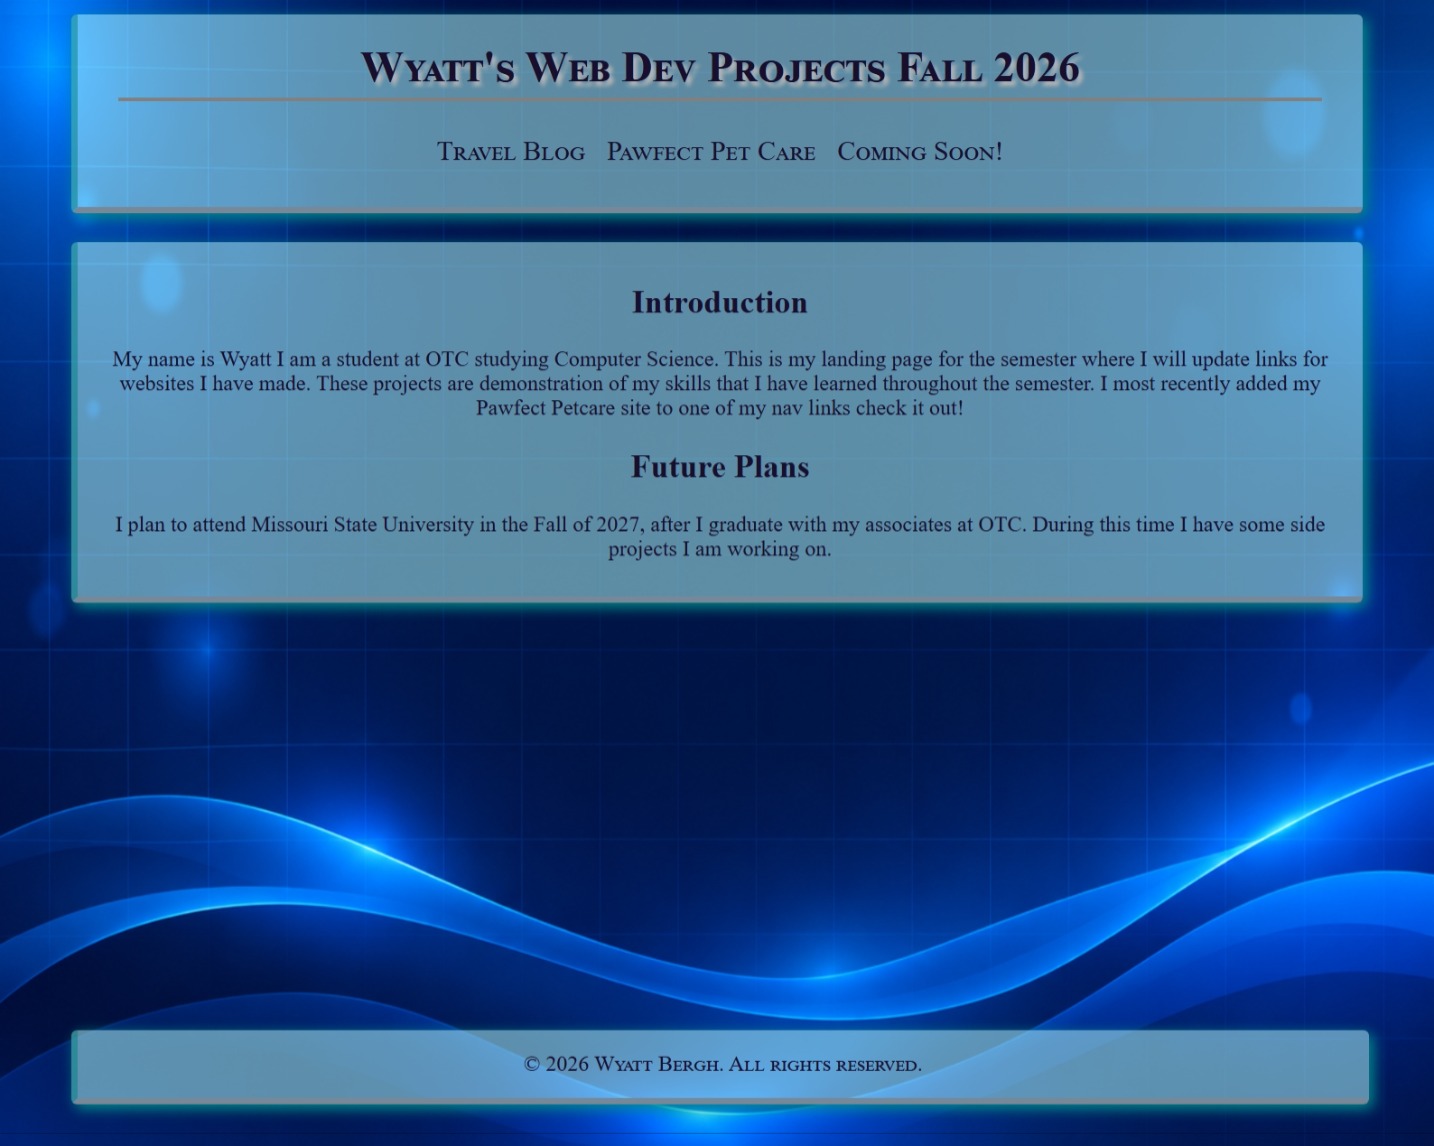 Wyatt's Web Dev Projects Fall 2026
Travel Blog Pawfect Pet Care Coming Soon!
Introduction
My name is Wyatt I am a student at OTC studying Computer Science. This is my landing page for the semester where I will update links for
websites I have made. These projects are demonstration of my skills that I have learned throughout the semester. I most recently added my
Pawfect Petcare site to one of my nav links check it out!
Future Plans
I plan to attend Missouri State University in the Fall of 2027, after I graduate with my associates at OTC. During this time I have some side
projects I am working on.
© 2026 Wyatt Bergh. All rights reserved.